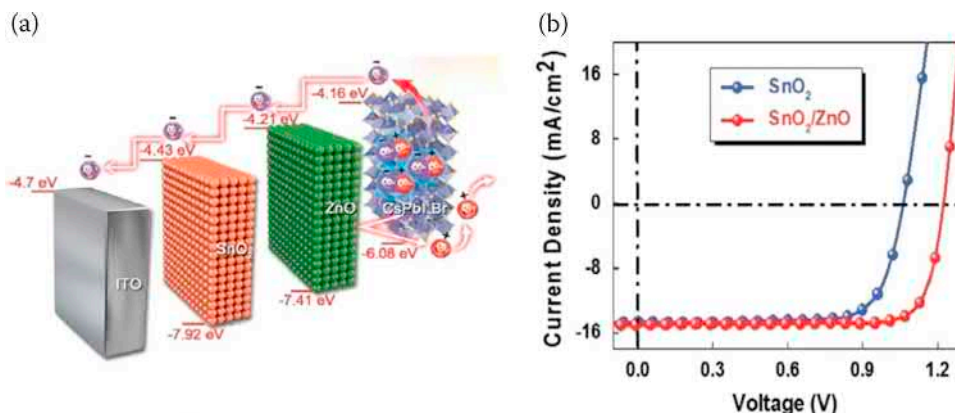 (a)
-4.16 eV
-4.21 eV
-4.43 eV
-4.7 eV
ITO
SnO₂
ZnO
CsPbI₂Br
-6.08 eV
-7.41 eV
-7.92 eV
(b)
SnO₂
SnO₂/ZnO
Current Density (mA/cm²)
16
8
0
-8
-16
0.0 0.3 0.6 0.9 1.2
Voltage (V)